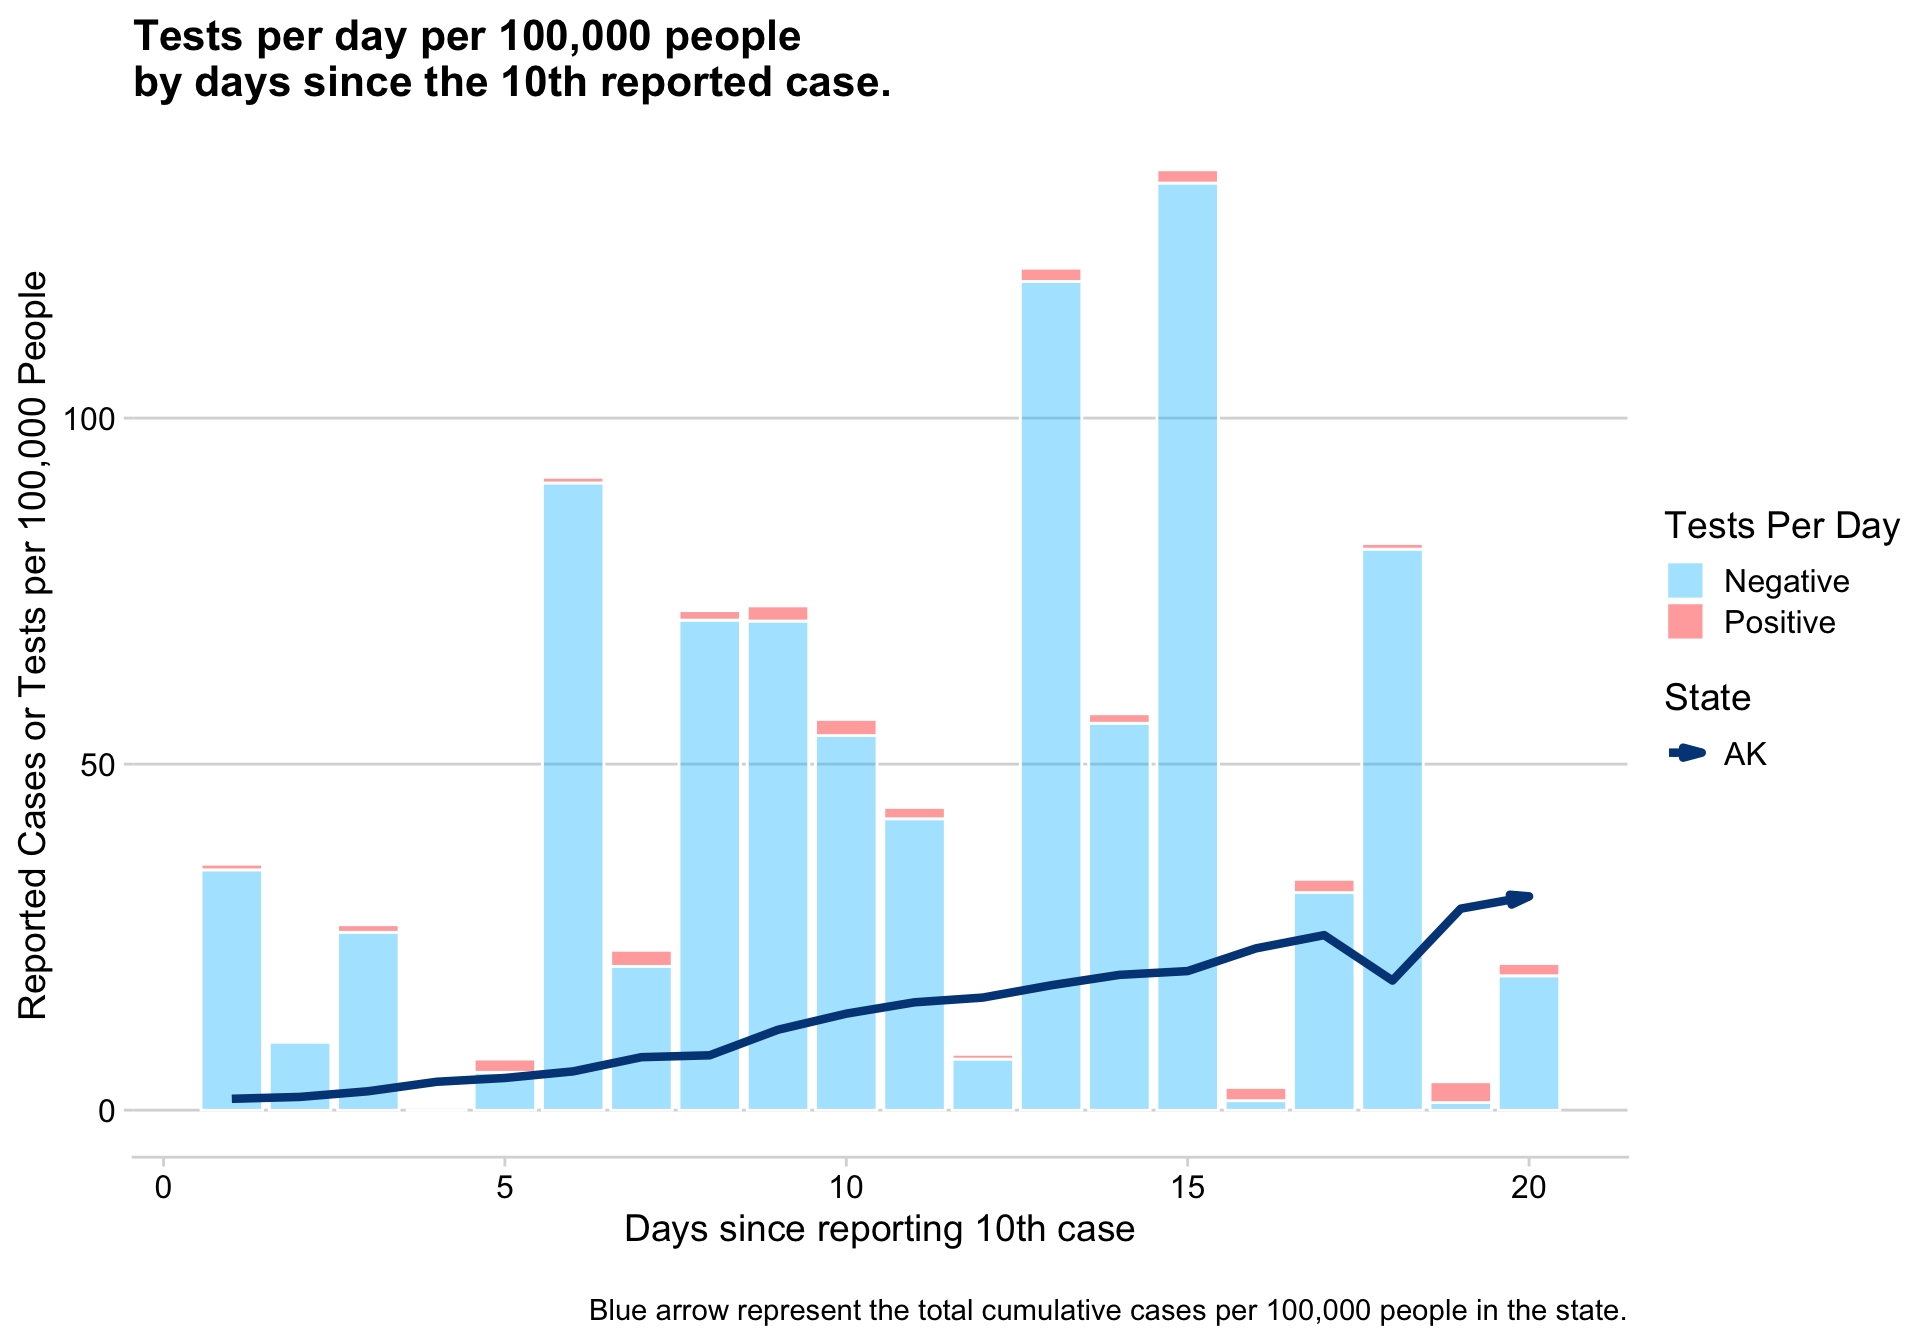 Tests per day per 100,000 people
by days since the 10th reported case.
Reported Cases or Tests per 100,000 People
100
50
0
0 5 10 15 20
Days since reporting 10th case
Tests Per Day
Negative
Positive
State
AK
Blue arrow represent the total cumulative cases per 100,000 people in the state.